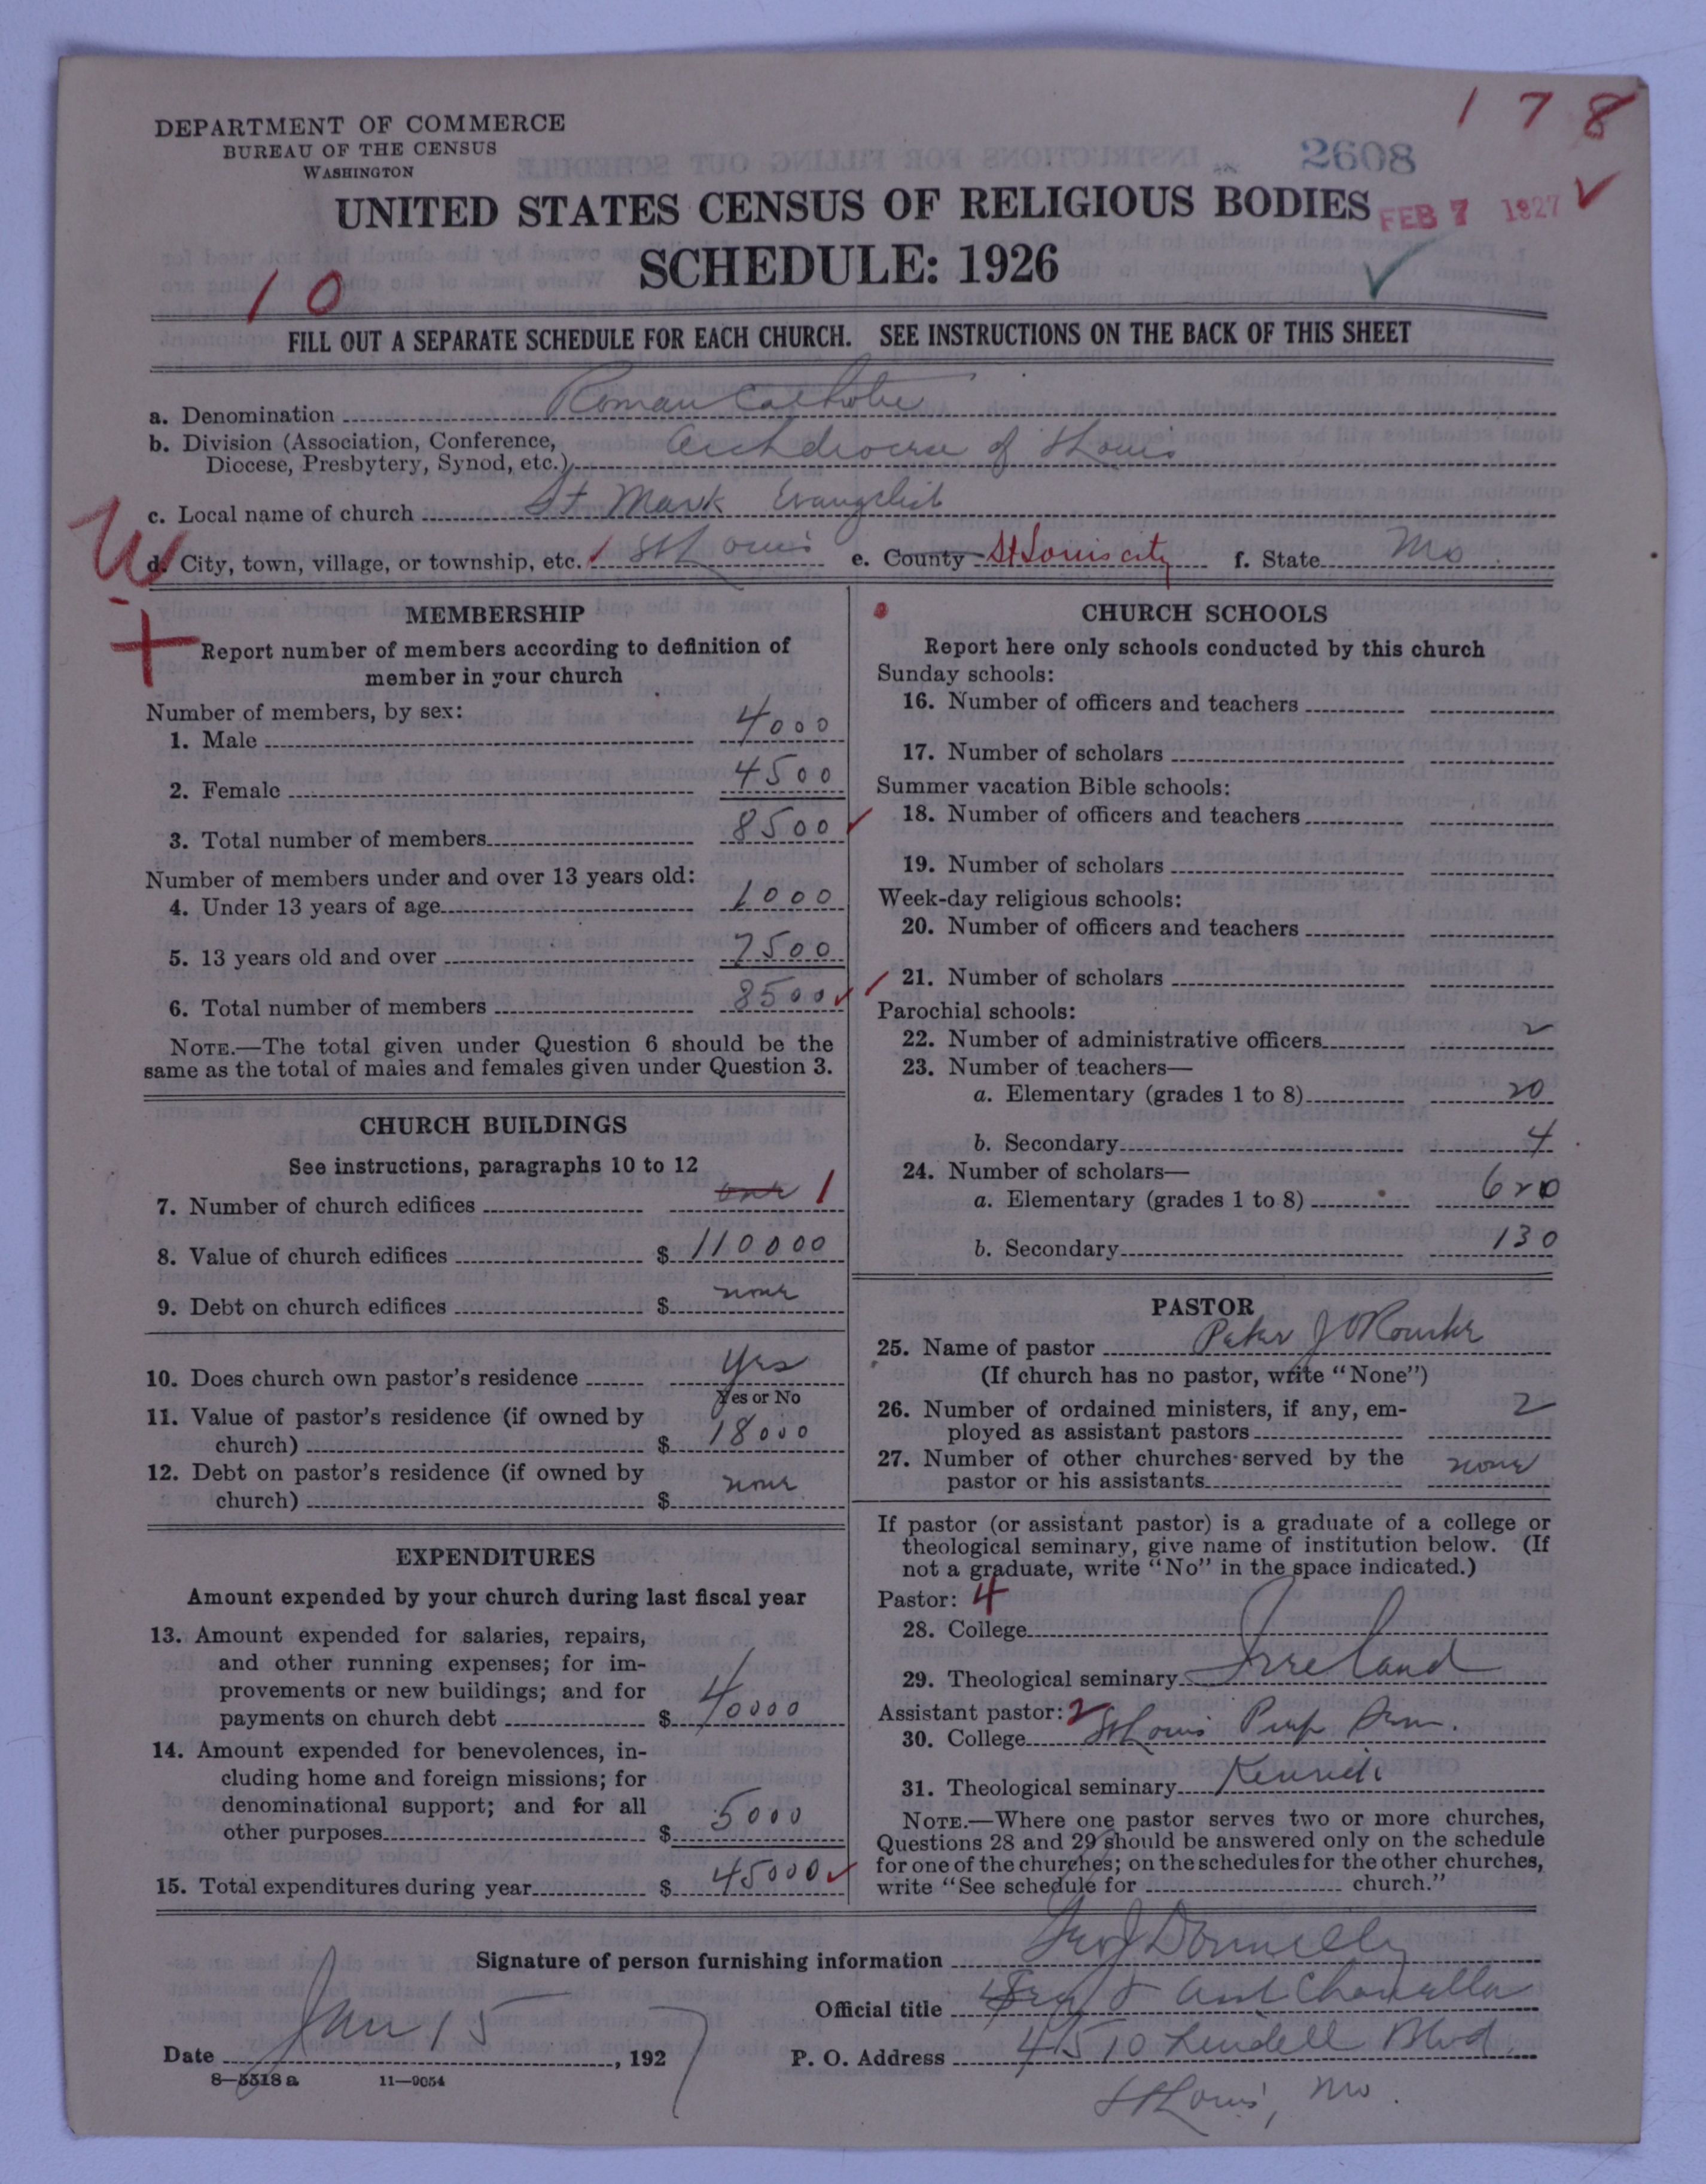 1 7 8
DEPARTMENT OF COMMERCE
BUREAU OF THE CENSUS
WASHINGTON
2608
UNITED STATES CENSUS OF RELIGIOUS BODIES
FEB 7 1927
SCHEDULE: 1926
10
FILL OUT A SEPARATE SCHEDULE FOR EACH CHURCH. SEE INSTRUCTIONS ON THE BACK OF THIS SHEET
a. Denomination Roman Catholic
b. Division (Association, Conference,
Diocese, Presbytery, Synod, etc.) Archdiocese of St Louis
c. Local name of church St Mark Evangelist
d. City, town, village, or township, etc. St Louis e. County St Louis city f. State Mo
MEMBERSHIP
Report number of members according to definition of
member in your church
Number of members, by sex:
1. Male 4000
2. Female 4500
3. Total number of members 8500
Number of members under and over 13 years old:
4. Under 13 years of age 1000
5. 13 years old and over 7500
6. Total number of members 8500
NOTE.—The total given under Question 6 should be the
same as the total of males and females given under Question 3.
CHURCH BUILDINGS
See instructions, paragraphs 10 to 12
7. Number of church edifices one 1
8. Value of church edifices $ 110000
9. Debt on church edifices $ none
10. Does church own pastor's residence Yes
Yes or No
11. Value of pastor's residence (if owned by
church) $ 18000
12. Debt on pastor's residence (if owned by
church) $ none
EXPENDITURES
Amount expended by your church during last fiscal year
13. Amount expended for salaries, repairs,
and other running expenses; for im-
provements or new buildings; and for
payments on church debt $ 40000
14. Amount expended for benevolences, in-
cluding home and foreign missions; for
denominational support; and for all
other purposes $ 5000
15. Total expenditures during year $ 45000
CHURCH SCHOOLS
Report here only schools conducted by this church
Sunday schools:
16. Number of officers and teachers
17. Number of scholars
Summer vacation Bible schools:
18. Number of officers and teachers
19. Number of scholars
Week-day religious schools:
20. Number of officers and teachers
21. Number of scholars
Parochial schools:
22. Number of administrative officers 2
23. Number of teachers—
a. Elementary (grades 1 to 8) 20
b. Secondary 4
24. Number of scholars—
a. Elementary (grades 1 to 8) 620
b. Secondary 130
PASTOR
25. Name of pastor Peter J O'Rourke
(If church has no pastor, write "None")
26. Number of ordained ministers, if any, em-
ployed as assistant pastors 2
27. Number of other churches served by the
pastor or his assistants none
If pastor (or assistant pastor) is a graduate of a college or
theological seminary, give name of institution below. (If
not a graduate, write "No" in the space indicated.)
Pastor: 4
28. College
29. Theological seminary Ireland
Assistant pastor: 2
30. College St Louis Prep Sem.
31. Theological seminary
NOTE.—Where one pastor serves two or more churches,
Questions 28 and 29 should be answered only on the schedule
for one of the churches; on the schedules for the other churches,
write "See schedule for church."
Signature of person furnishing information Geo J Donnelly
Official title
Date Jan 15, 1927 P. O. Address 4510 Lindell Blvd
8—5318 a 11—9054
St Louis, Mo.